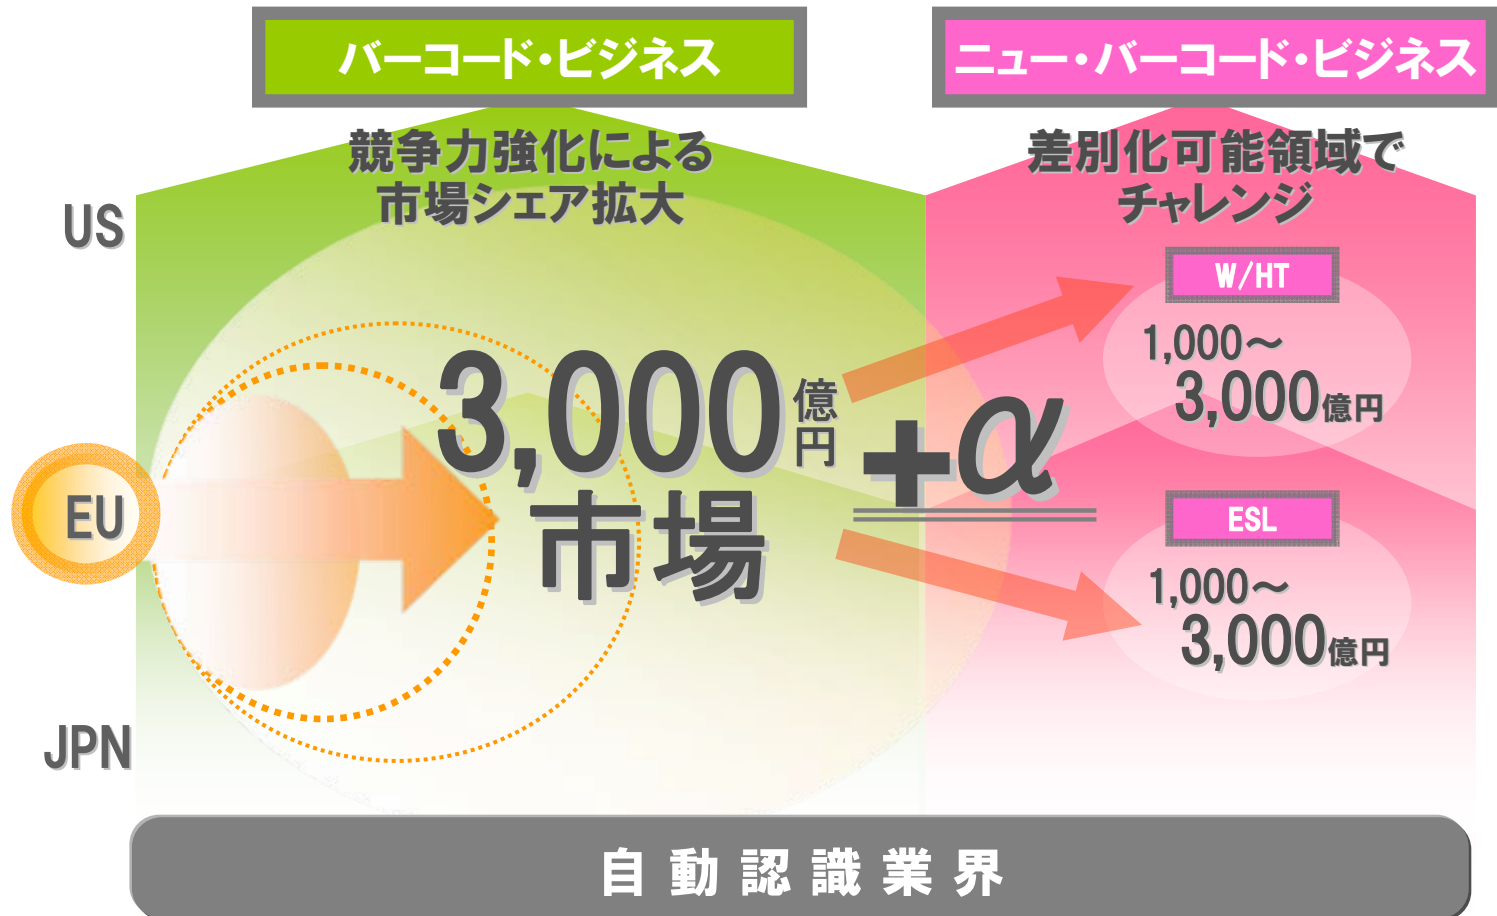 バーコード・ビジネス
競争力強化による
市場シェア拡大
ニュー・バーコード・ビジネス
差別化可能領域で
チャレンジ
US
EU
JPN
3,000億円
市場
+α
W/HT
1,000～
3,000億円
ESL
1,000～
3,000億円
自動認識業界